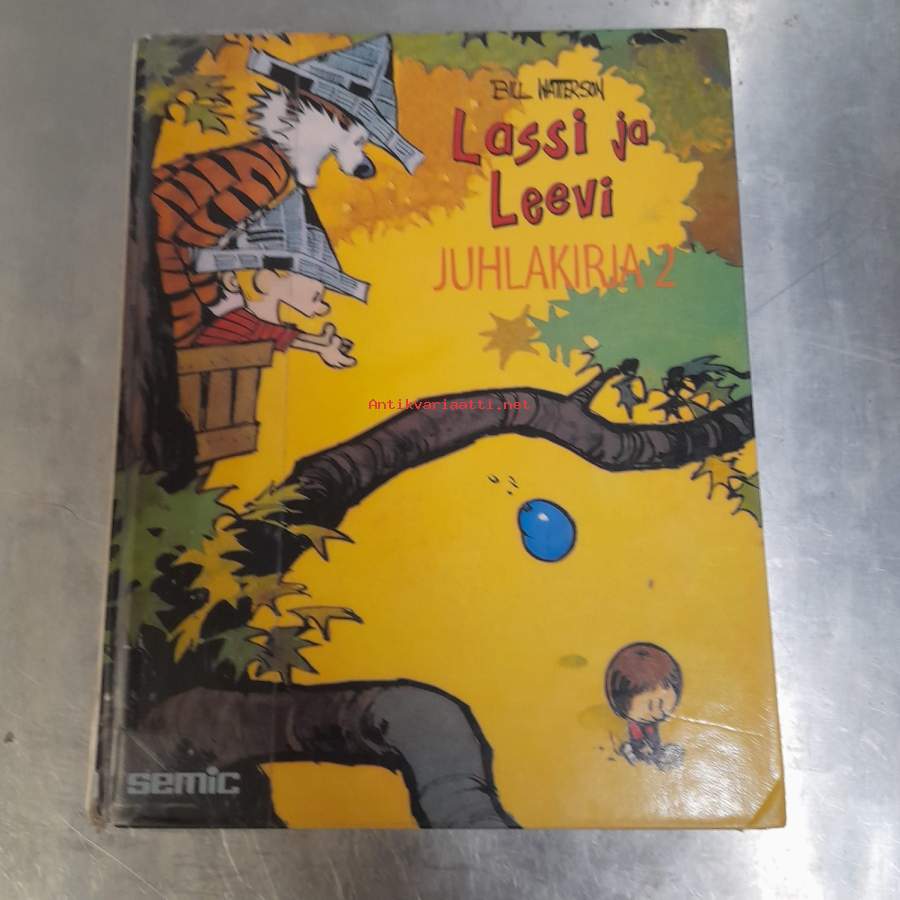 BILL WATTERSON
Lassi ja
Leevi
JUHLAKIRJA 2
Antikvariaatti.net
semic